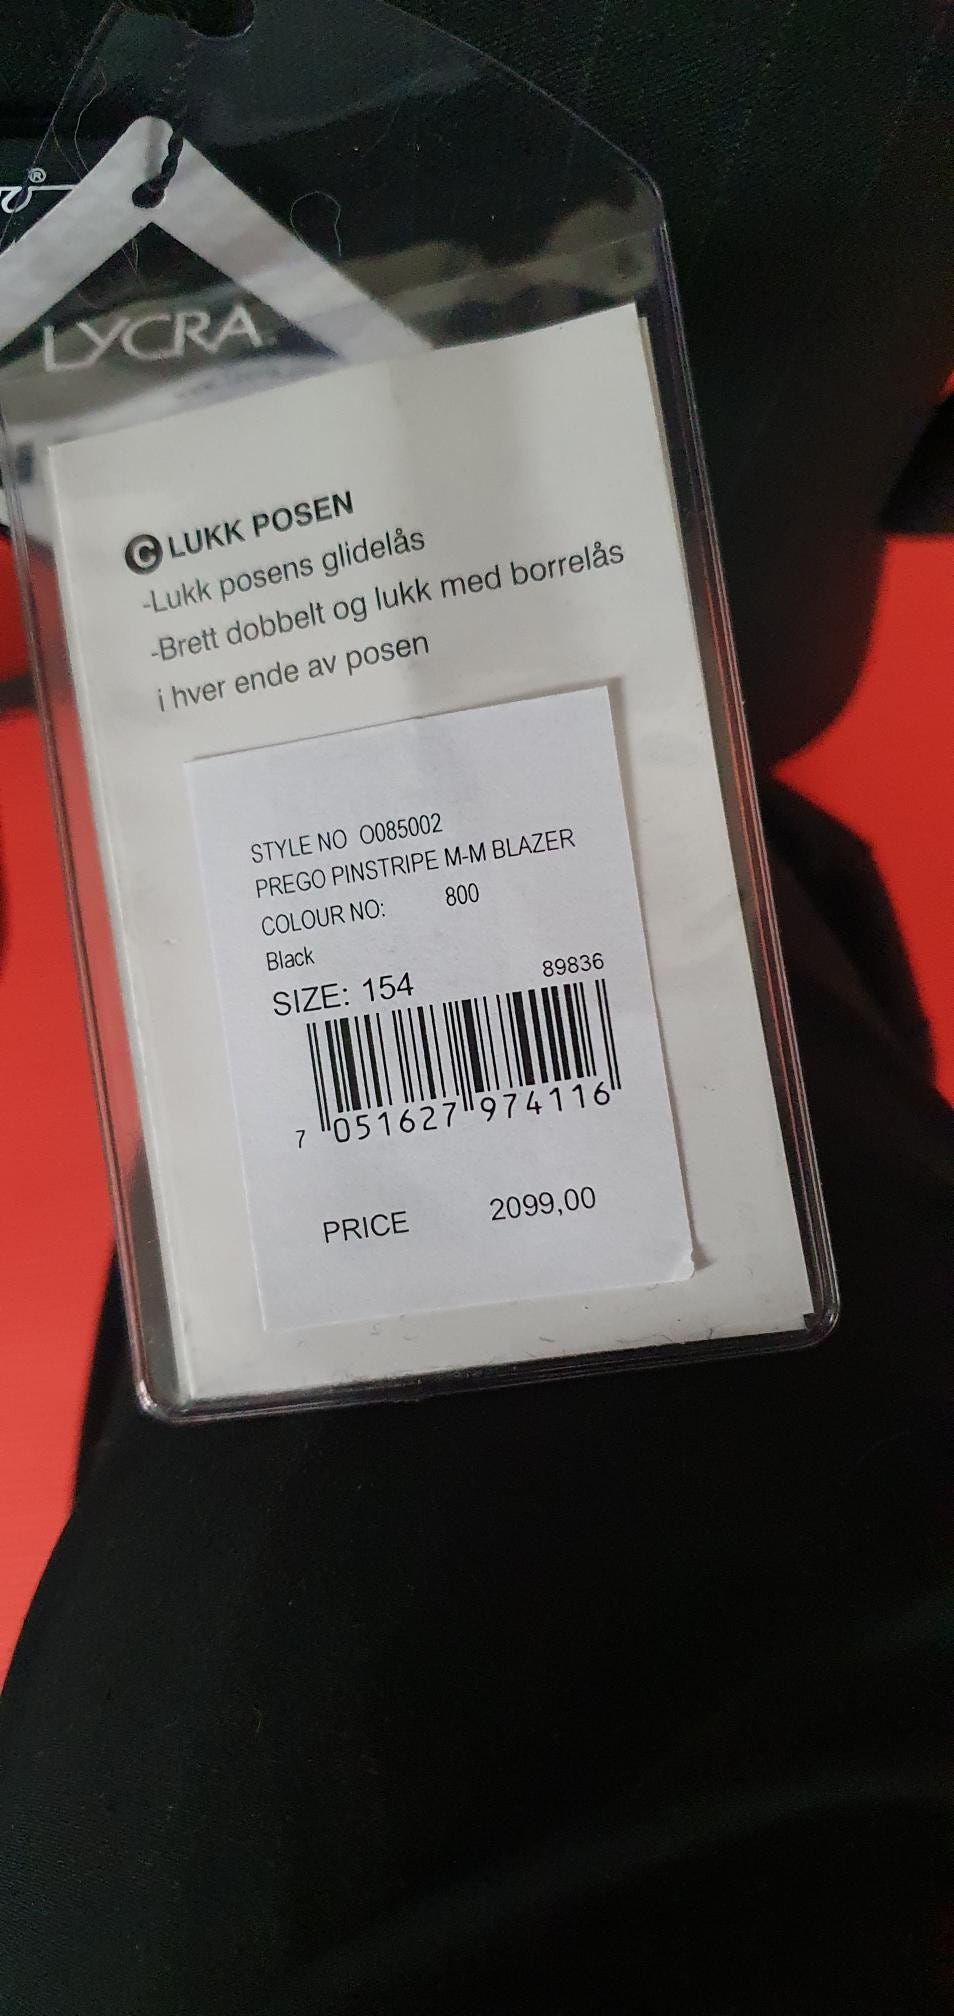 ®
LYCRA
C LUKK POSEN
-Lukk posens glidelås
-Brett dobbelt og lukk med borrelås
i hver ende av posen
STYLE NO O085002
PREGO PINSTRIPE M-M BLAZER
COLOUR NO: 800
Black
SIZE: 154 89836
7 051627 974116
PRICE 2099,00